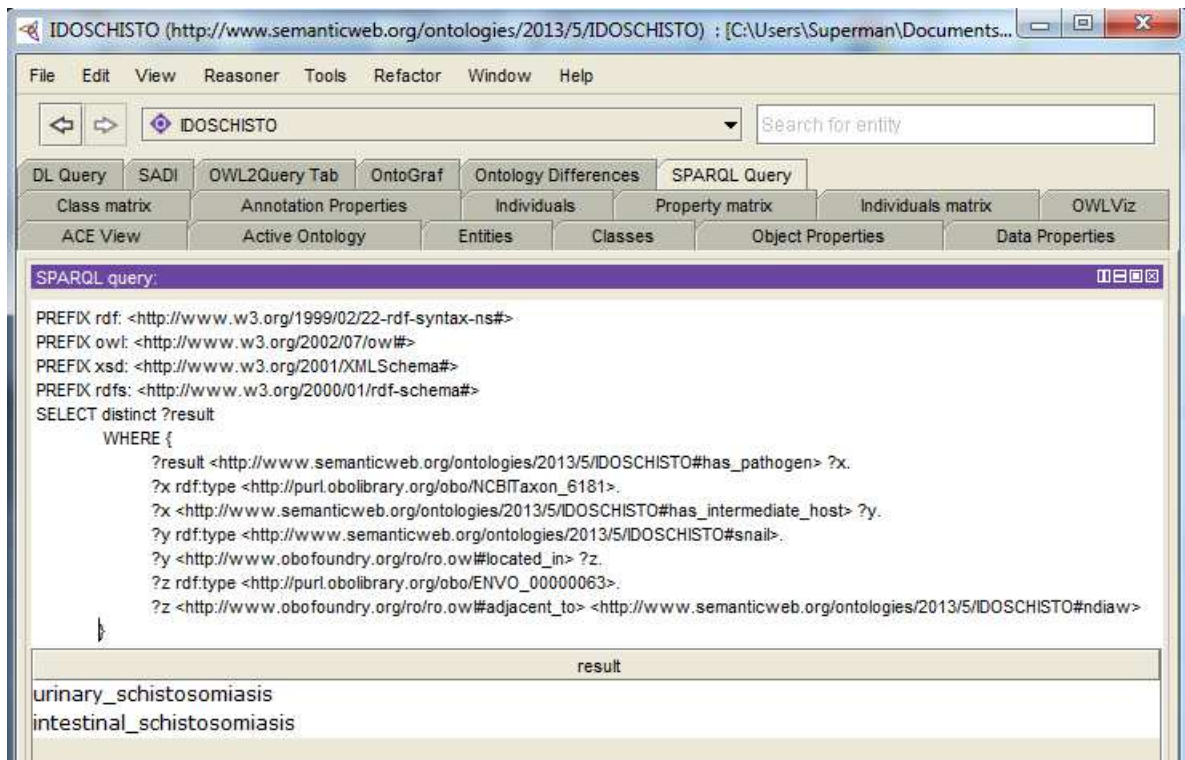 IDOSCHISTO (http://www.semanticweb.org/ontologies/2013/5/IDOSCHISTO) : [C:\Users\Superman\Documents...
File Edit View Reasoner Tools Refactor Window Help
IDOSCHISTO Search for entity
DL Query SADI OWL2Query Tab OntoGraf Ontology Differences SPARQL Query
Class matrix Annotation Properties Individuals Property matrix Individuals matrix OWLViz
ACE View Active Ontology Entities Classes Object Properties Data Properties
SPARQL query:
PREFIX rdf: <http://www.w3.org/1999/02/22-rdf-syntax-ns#>
PREFIX owl: <http://www.w3.org/2002/07/owl#>
PREFIX xsd: <http://www.w3.org/2001/XMLSchema#>
PREFIX rdfs: <http://www.w3.org/2000/01/rdf-schema#>
SELECT distinct ?result
WHERE {
?result <http://www.semanticweb.org/ontologies/2013/5/IDOSCHISTO#has_pathogen> ?x.
?x rdf:type <http://purl.obolibrary.org/obo/NCBITaxon_6181>.
?x <http://www.semanticweb.org/ontologies/2013/5/IDOSCHISTO#has_intermediate_host> ?y.
?y rdf:type <http://www.semanticweb.org/ontologies/2013/5/IDOSCHISTO#snail>.
?y <http://www.obofoundry.org/ro/ro.owl#located_in> ?z.
?z rdf:type <http://purl.obolibrary.org/obo/ENVO_00000063>.
?z <http://www.obofoundry.org/ro/ro.owl#adjacent_to> <http://www.semanticweb.org/ontologies/2013/5/IDOSCHISTO#ndiaw>
}
result
urinary_schistosomiasis
intestinal_schistosomiasis